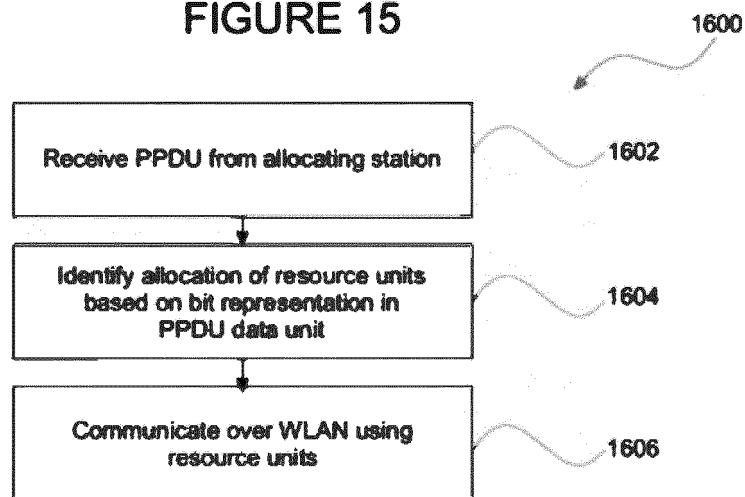 FIGURE 15
1600
Receive PPDU from allocating station
1602
Identify allocation of resource units
based on bit representation in
PPDU data unit
1604
Communicate over WLAN using
resource units
1606